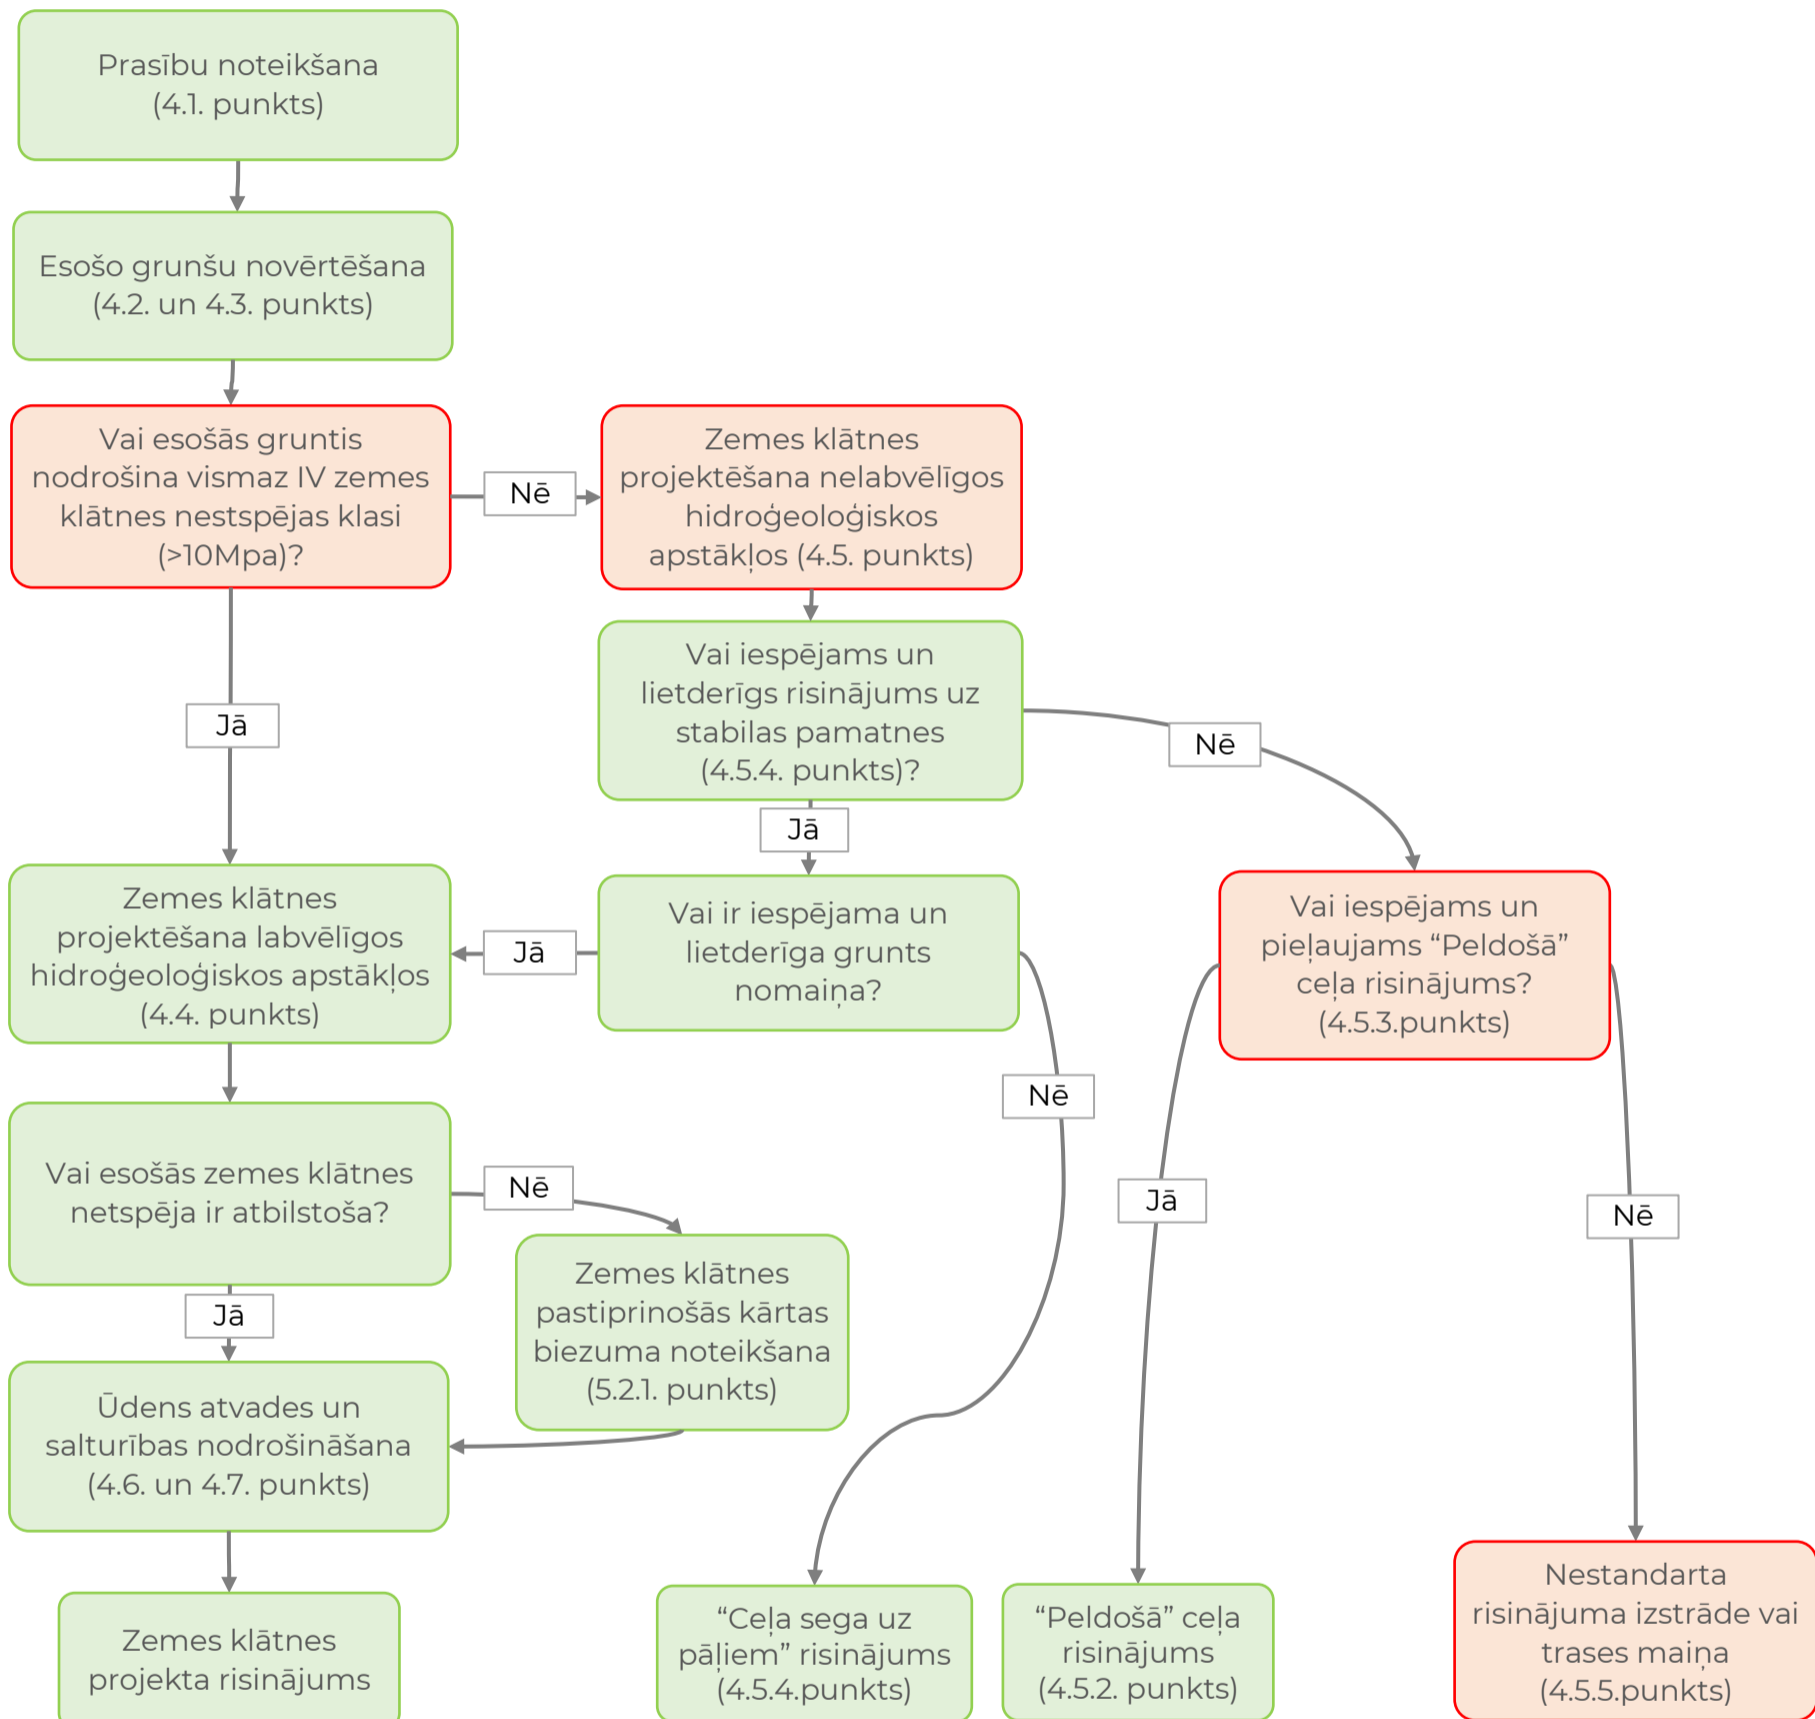 Prasību noteikšana
(4.1. punkts)
Esošo grunšu novērtēšana
(4.2. un 4.3. punkts)
Vai esošās gruntis
nodrošina vismaz IV zemes
klātnes nestspējas klasi
(>10Mpa)?
Nē
Zemes klātnes
projektēšana nelabvēlīgos
hidroģeoloģiskos
apstākļos (4.5. punkts)
Jā
Vai iespējams un
lietderīgs risinājums uz
stabilas pamatnes
(4.5.4. punkts)?
Nē
Jā
Zemes klātnes
projektēšana labvēlīgos
hidroģeoloģiskos apstākļos
(4.4. punkts)
Jā
Vai ir iespējama un
lietderīga grunts
nomaiņa?
Vai iespējams un
pieļaujams “Peldošā”
ceļa risinājums?
(4.5.3.punkts)
Nē
Vai esošās zemes klātnes
netspēja ir atbilstoša?
Nē
Jā
Nē
Zemes klātnes
pastiprinošās kārtas
biezuma noteikšana
(5.2.1. punkts)
Jā
Ūdens atvades un
salturības nodrošināšana
(4.6. un 4.7. punkts)
Zemes klātnes
projekta risinājums
“Ceļa sega uz
pāļiem” risinājums
(4.5.4.punkts)
“Peldošā” ceļa
risinājums
(4.5.2. punkts)
Nestandarta
risinājuma izstrāde vai
trases maiņa
(4.5.5.punkts)